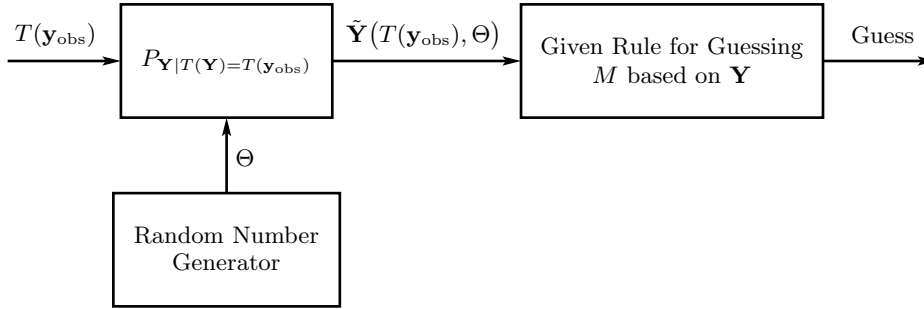 T(y_obs)
P_{Y|T(Y)=T(y_obs)}
Ỹ(T(y_obs), Θ)
Given Rule for Guessing
M based on Y
Guess
Θ
Random Number
Generator